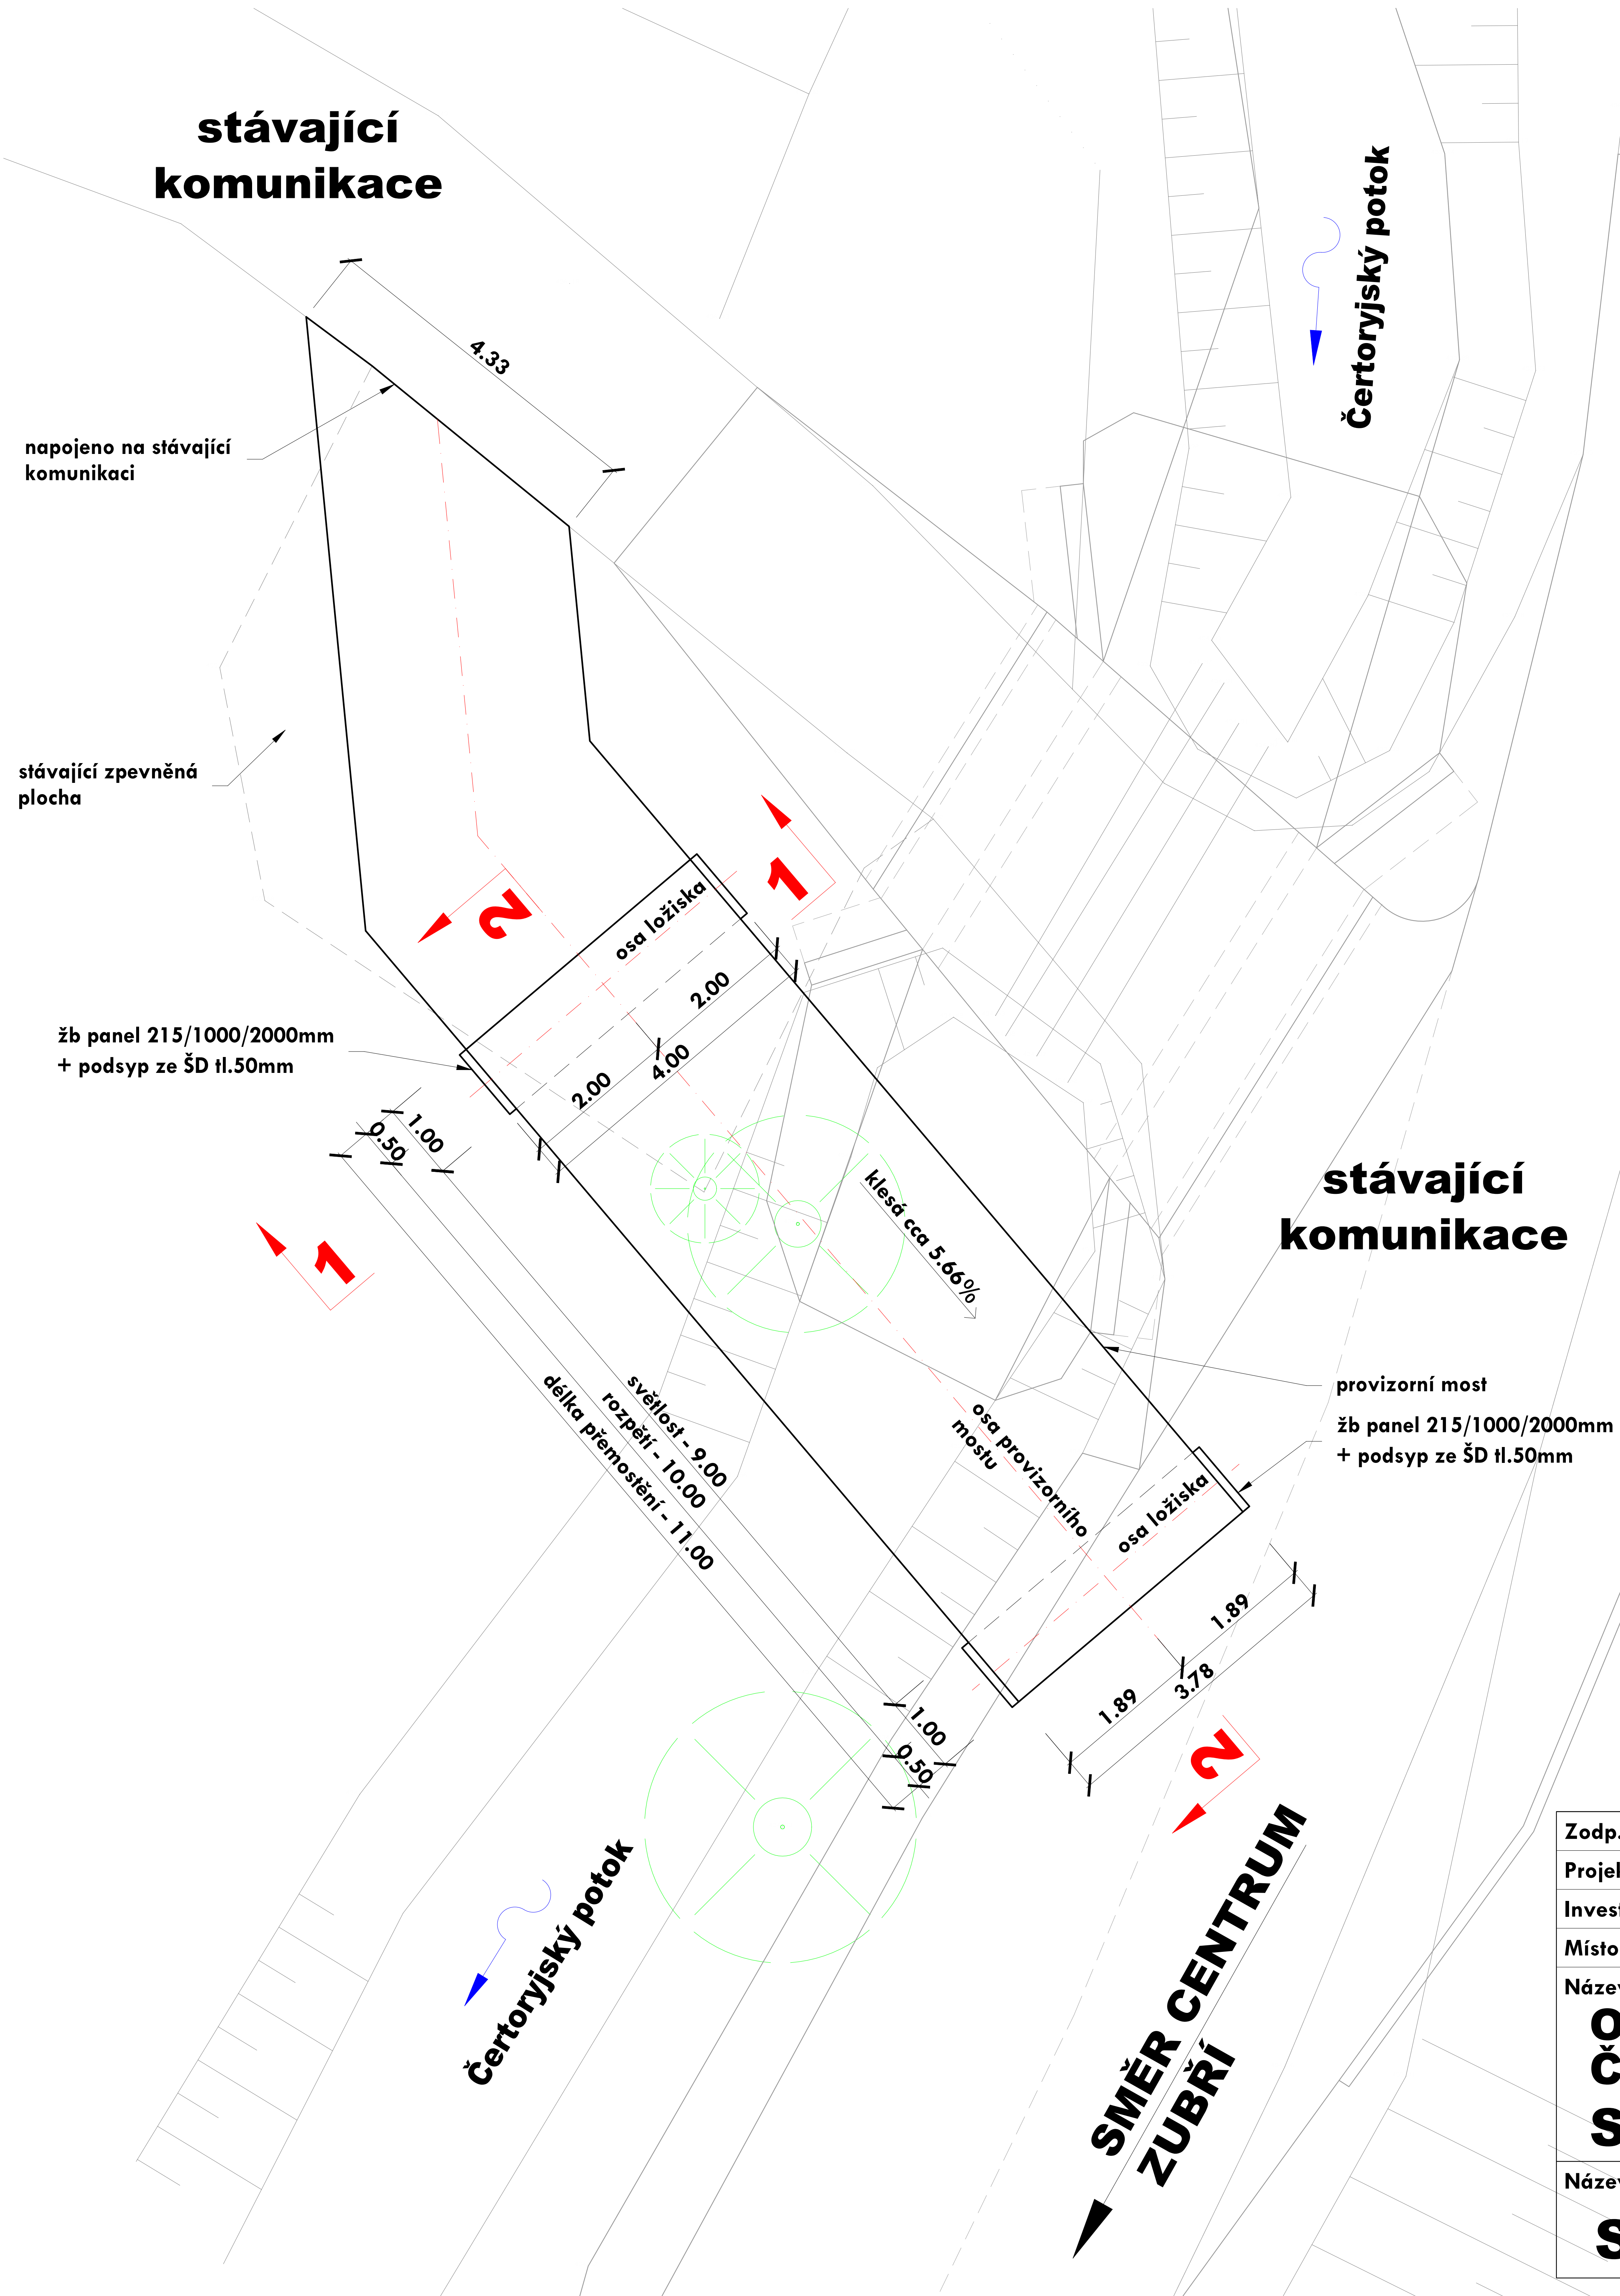 stávající
komunikace
Čertoryjský potok
4.33
napojeno na stávající
komunikaci
stávající zpevněná
plocha
1
2
osa ložiska
2.00
2.00
4.00
žb panel 215/1000/2000mm
+ podsyp ze ŠD tl.50mm
1.00
0.50
1
klesá cca 5.66%
stávající
komunikace
provizorní most
žb panel 215/1000/2000mm
+ podsyp ze ŠD tl.50mm
světlost - 9.00
rozpětí - 10.00
délka přemostění - 11.00
osa provizorního
mostu
osa ložiska
1.89
1.89
3.78
1.00
0.50
2
Čertoryjský potok
SMĚR CENTRUM
ZUBŘÍ
Zodp.
Místo
O
Č
S
S